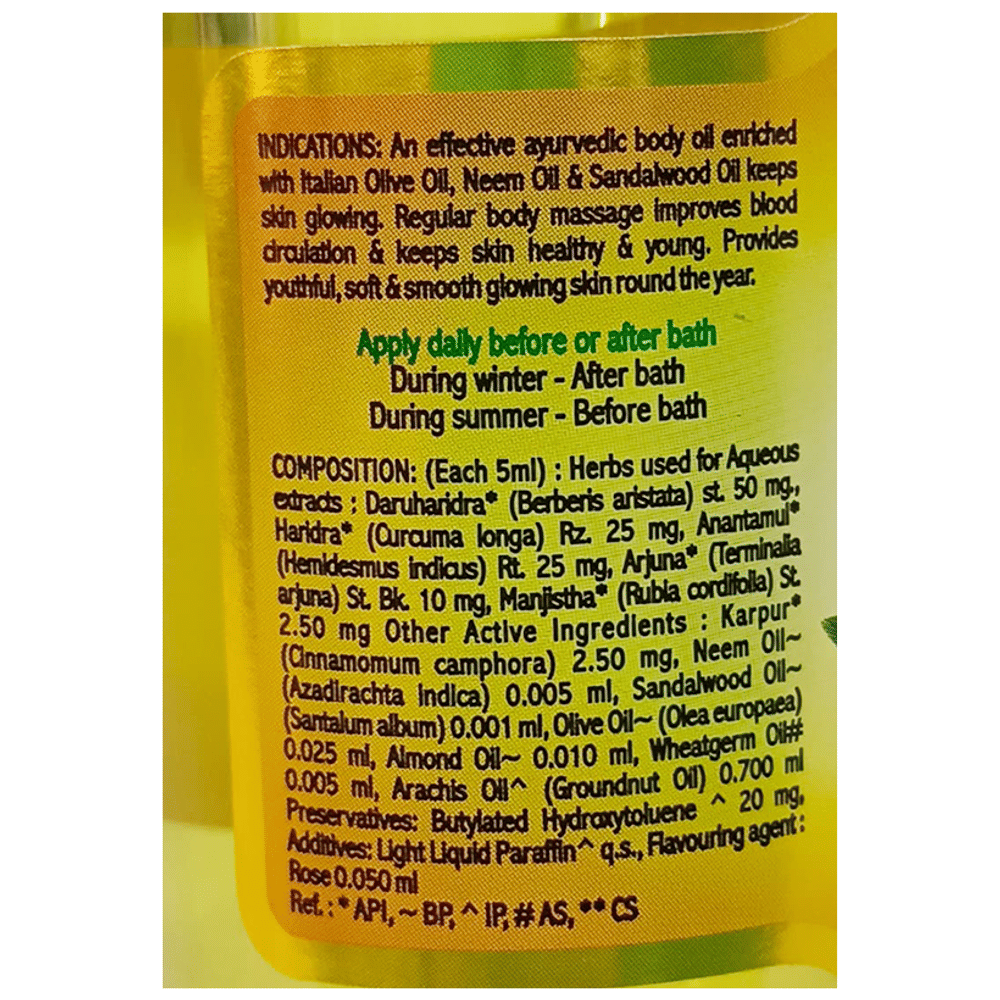 INDICATIONS: An effective ayurvedic body oil enriched
with Italian Olive Oil, Neem Oil & Sandalwood Oil keeps
skin glowing. Regular body massage improves blood
circulation & keeps skin healthy & young. Provides
youthful, soft & smooth glowing skin round the year.
Apply daily before or after bath
During winter - After bath
During summer - Before bath
COMPOSITION: (Each 5ml) : Herbs used for Aqueous
extracts : Daruharidra* (Berberis aristata) st. 50 mg.,
Haridra* (Curcuma longa) Rz. 25 mg, Anantamul*
(Hemidesmus indicus) Rt. 25 mg, Arjuna* (Terminalia
arjuna) St. Bk. 10 mg, Manjistha* (Rubia cordifolia) St.
2.50 mg Other Active Ingredients : Karpur*
(Cinnamomum camphora) 2.50 mg, Neem Oil~
(Azadirachta Indica) 0.005 ml, Sandalwood Oil~
(Santalum album) 0.001 ml, Olive Oil~ (Olea europaea)
0.025 ml, Almond Oil~ 0.010 ml, Wheatgerm Oil#
0.005 ml, Arachis Oil^ (Groundnut Oil) 0.700 ml
Preservatives: Butylated Hydroxytoluene ^ 20 mg,
Additives: Light Liquid Paraffin^ q.s., Flavouring agent :
Rose 0.050 ml
Ref. : * API, ~ BP, ^ IP, # AS, ** CS